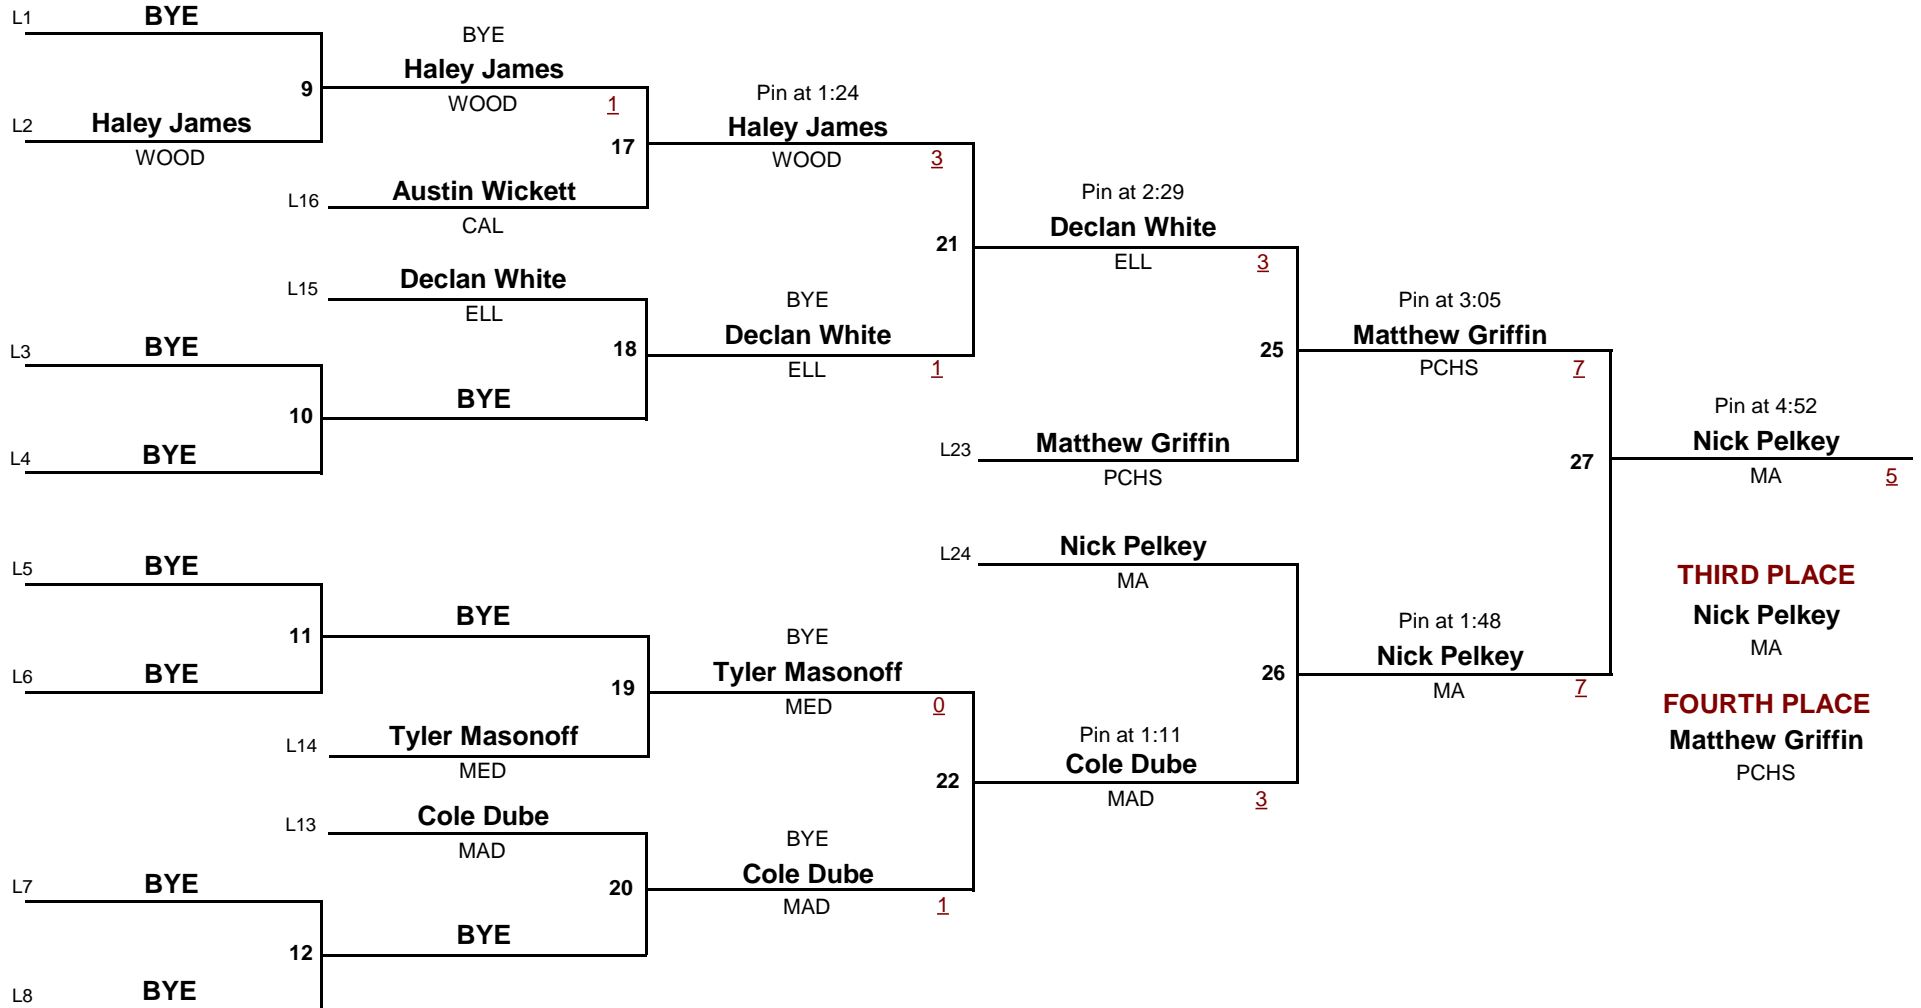 L1 BYE
BYE
Haley James
9
WOOD 1
Pin at 1:24
L2 Haley James
WOOD
Haley James
17
WOOD 3
L16 Austin Wickett
CAL
Pin at 2:29
Declan White
21
ELL 3
L15 Declan White
ELL
BYE
Declan White
18
ELL 1
Pin at 3:05
Matthew Griffin
25
PCHS 7
L3 BYE
10
BYE
L4 BYE
L23 Matthew Griffin
PCHS
Pin at 4:52
Nick Pelkey
27
MA 5
L24 Nick Pelkey
MA
L5 BYE
11
BYE
L6 BYE
BYE
Tyler Masonoff
19
MED 0
L14 Tyler Masonoff
MED
Pin at 1:48
Nick Pelkey
26
MA 7
THIRD PLACE
Nick Pelkey
MA
FOURTH PLACE
Matthew Griffin
PCHS
Pin at 1:11
Cole Dube
22
MAD 3
L13 Cole Dube
MAD
BYE
Cole Dube
20
MAD 1
L7 BYE
12
BYE
L8 BYE